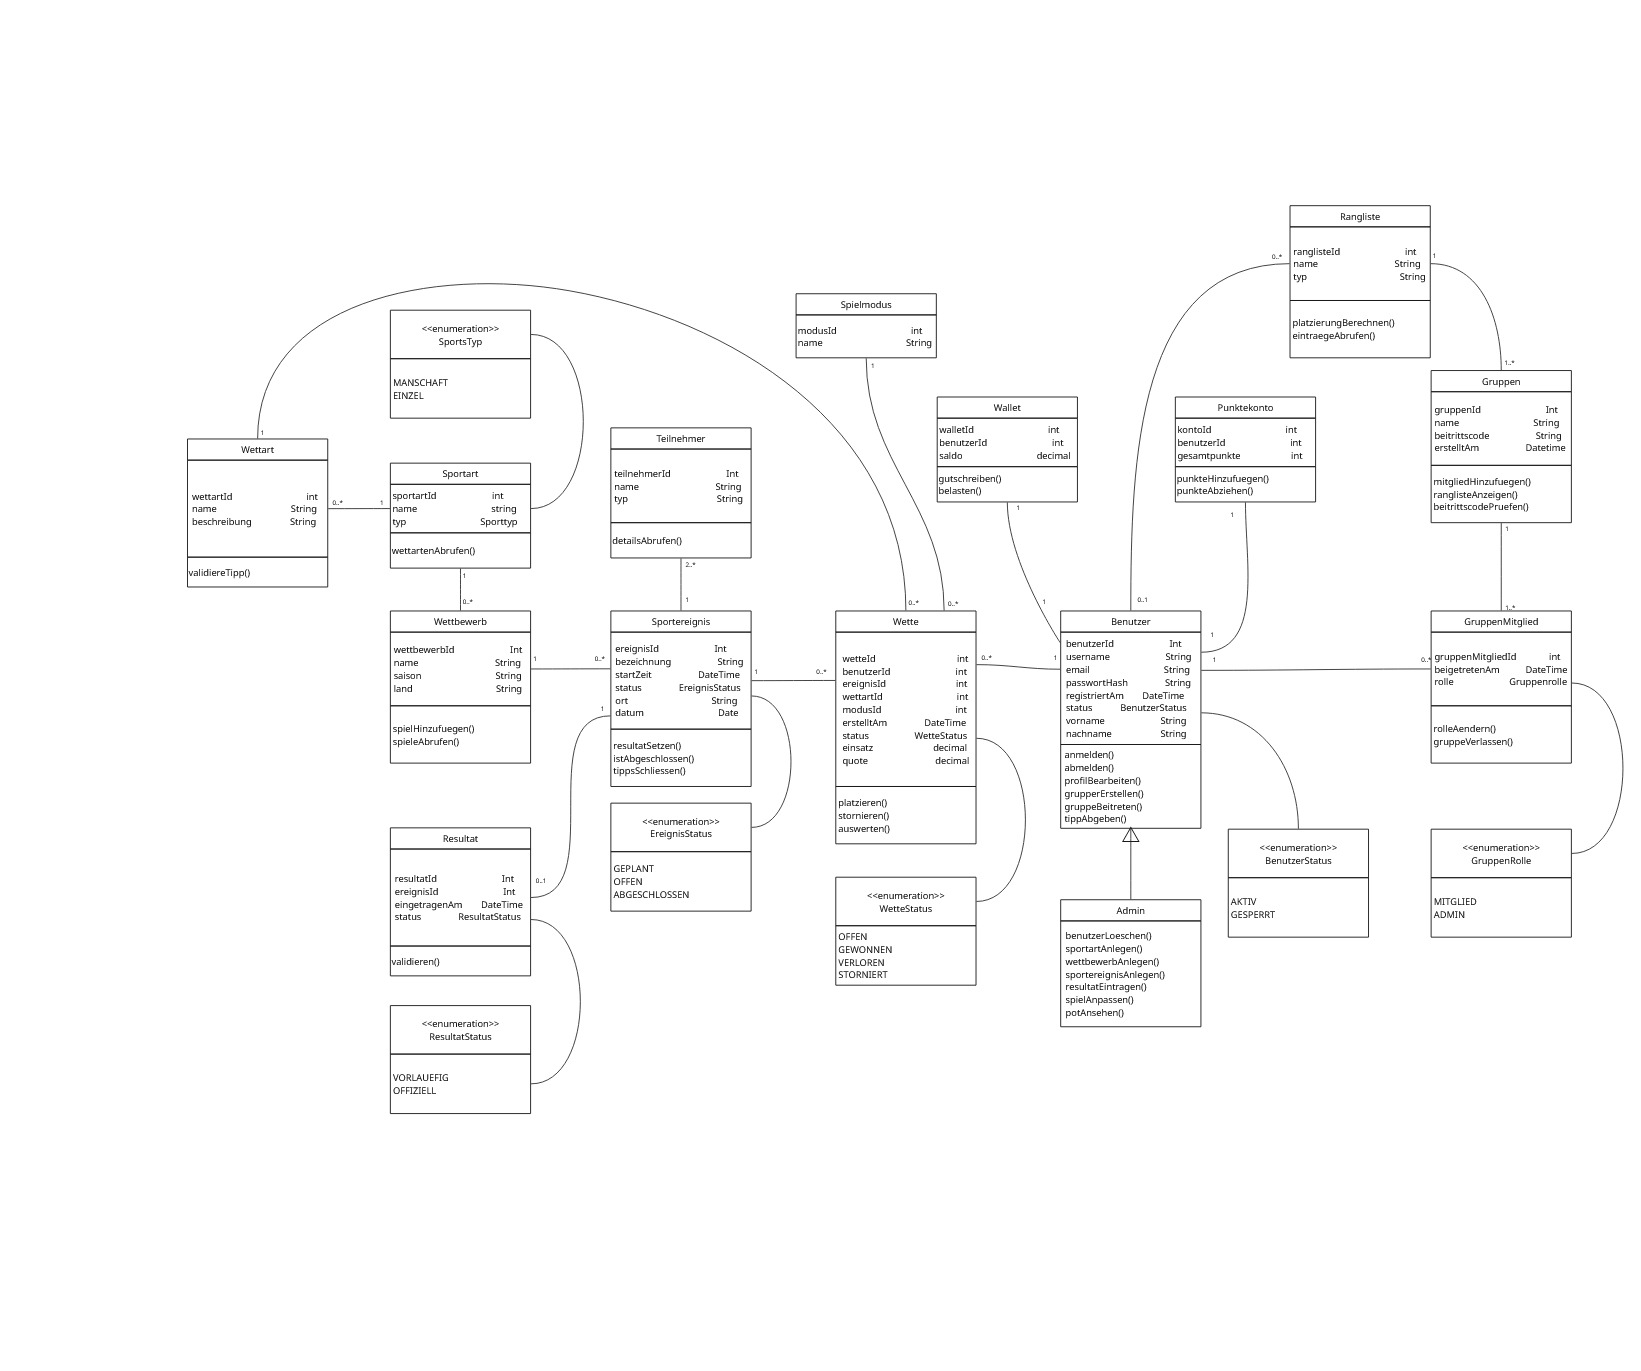 Rangliste
ranglisteId int
name String
typ String
platzierungBerechnen()
eintraegeAbrufen()
0..*
1
Spielmodus
modusId int
name String
1
<<enumeration>>
SportsTyp
MANSCHAFT
EINZEL
1..*
Gruppen
gruppenId Int
name String
beitrittscode String
erstelltAm Datetime
mitgliedHinzufuegen()
ranglisteAnzeigen()
beitrittscodePruefen()
1
Wallet
walletId int
benutzerId int
saldo decimal
gutschreiben()
belasten()
1
Punktekonto
kontoId int
benutzerId int
gesamtpunkte int
punkteHinzufuegen()
punkteAbziehen()
1
1
Wettart
wettartId int
name String
beschreibung String
validiereTipp()
0..* 1
Sportart
sportartId int
name string
typ Sporttyp
wettartenAbrufen()
1
0..*
Teilnehmer
teilnehmerId Int
name String
typ String
detailsAbrufen()
2..*
1
Wettbewerb
wettbewerbId Int
name String
saison String
land String
spielHinzufuegen()
spieleAbrufen()
1 0..*
Sportereignis
ereignisId Int
bezeichnung String
startZeit DateTime
status EreignisStatus
ort String
datum Date
resultatSetzen()
istAbgeschlossen()
tippsSchliessen()
1 0..*
1
0..* 0..*
Wette
wetteId int
benutzerId int
ereignisId int
wettartId int
modusId int
erstelltAm DateTime
status WetteStatus
einsatz decimal
quote decimal
platzieren()
stornieren()
auswerten()
0..* 1
1
0..1
Benutzer
benutzerId Int
username String
email String
passwortHash String
registriertAm DateTime
status BenutzerStatus
vorname String
nachname String
anmelden()
abmelden()
profilBearbeiten()
grupperErstellen()
gruppeBeitreten()
tippAbgeben()
1
1 0..*
1..*
GruppenMitglied
gruppenMitgliedId int
beigetretenAm DateTime
rolle Gruppenrolle
rolleAendern()
gruppeVerlassen()
Resultat
resultatId Int
ereignisId Int
eingetragenAm DateTime
status ResultatStatus
validieren()
0..1
<<enumeration>>
EreignisStatus
GEPLANT
OFFEN
ABGESCHLOSSEN
<<enumeration>>
WetteStatus
OFFEN
GEWONNEN
VERLOREN
STORNIERT
Admin
benutzerLoeschen()
sportartAnlegen()
wettbewerbAnlegen()
sportereignisAnlegen()
resultatEintragen()
spielAnpassen()
potAnsehen()
<<enumeration>>
BenutzerStatus
AKTIV
GESPERRT
<<enumeration>>
GruppenRolle
MITGLIED
ADMIN
<<enumeration>>
ResultatStatus
VORLAUEFIG
OFFIZIELL